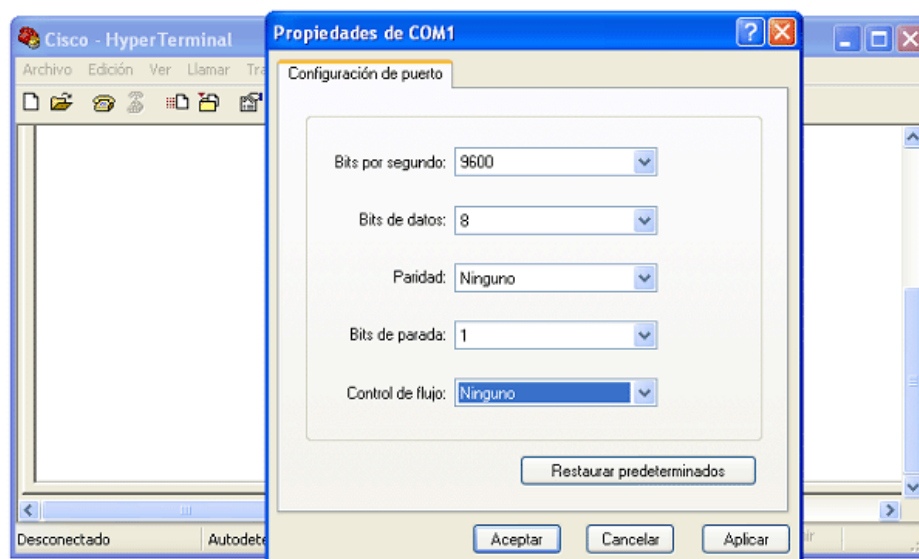 Cisco - HyperTerminal
Archivo Edición Ver Llamar
Propiedades de COM1
Configuración de puerto
Bits por segundo: 9600
Bits de datos: 8
Paridad: Ninguno
Bits de parada: 1
Control de flujo: Ninguno
Restaurar predeterminados
Aceptar Cancelar Aplicar
Desconectado